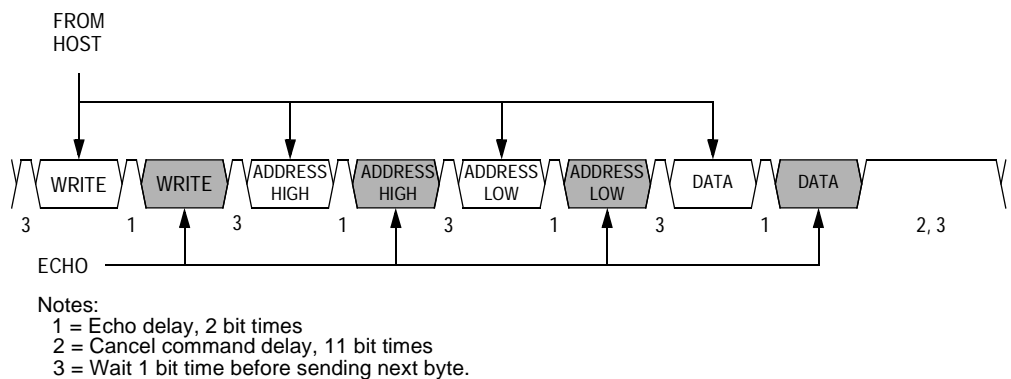 FROM
HOST
WRITE WRITE ADDRESS HIGH ADDRESS HIGH ADDRESS LOW ADDRESS LOW DATA DATA
3 1 3 1 3 1 3 1 2, 3
ECHO
Notes:
1 = Echo delay, 2 bit times
2 = Cancel command delay, 11 bit times
3 = Wait 1 bit time before sending next byte.